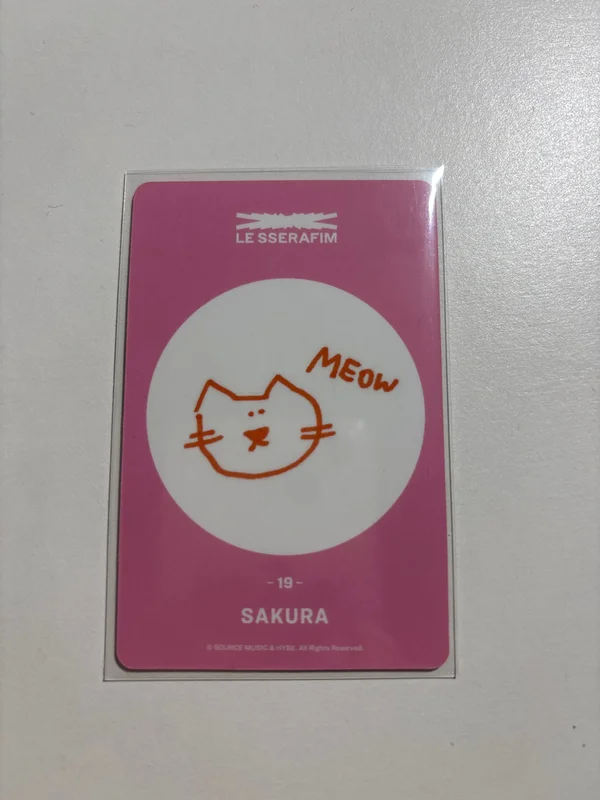 LE SSERAFIM
MEOW
- 19 -
SAKURA
© SOURCE MUSIC & HYBE. All Rights Reserved.